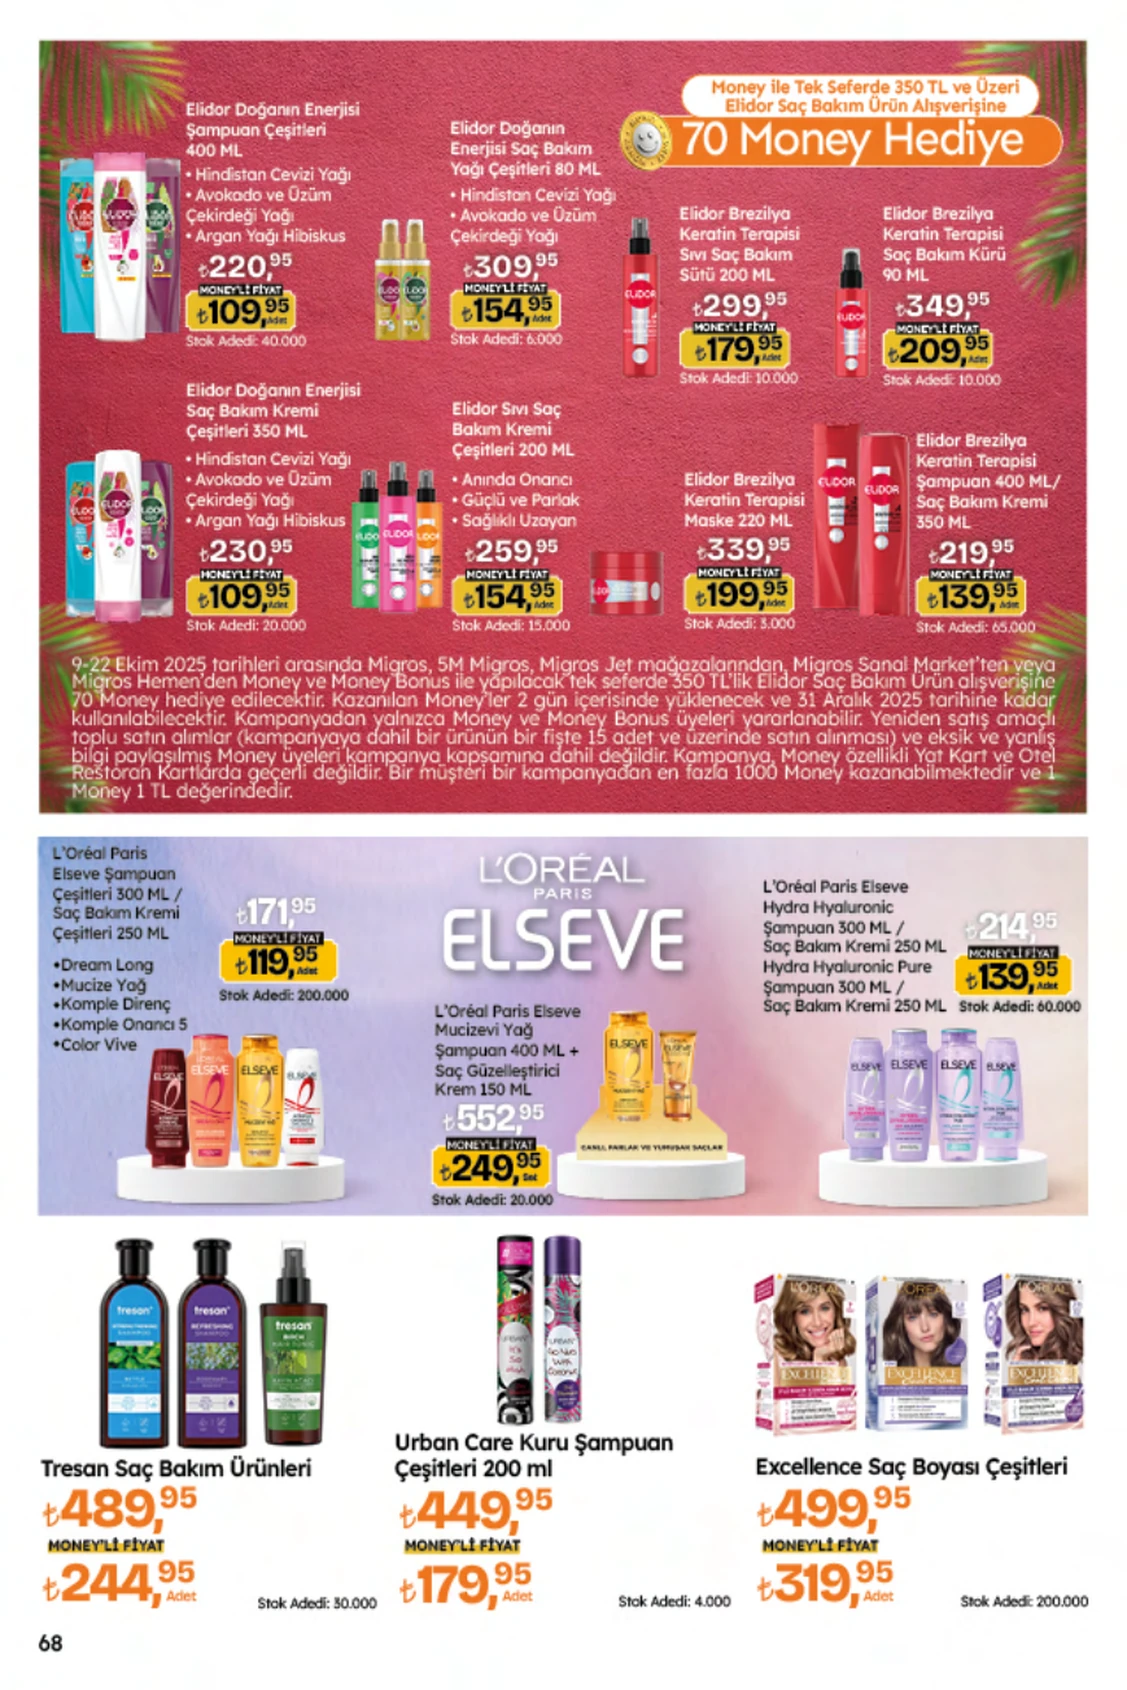 Money ile Tek Seferde 350 TL ve Üzeri
Elidor Saç Bakım Ürün Alışverişine
70 Money Hediye
Elidor Doğanın Enerjisi
Şampuan Çeşitleri
400 ML
• Hindistan Cevizi Yağı
• Avokado ve Üzüm
Çekirdeği Yağı
• Argan Yağı Hibiskus
₺220,95
MONEY'Lİ FİYAT
₺109,95 Adet
Stok Adedi: 40.000
Elidor Doğanın
Enerjisi Saç Bakım
Yağı Çeşitleri 80 ML
• Hindistan Cevizi Yağı
• Avokado ve Üzüm
Çekirdeği Yağı
₺309,95
MONEY'Lİ FİYAT
₺154,95 Adet
Stok Adedi: 6.000
Elidor Brezilya
Keratin Terapisi
Sıvı Saç Bakım
Sütü 200 ML
₺299,95
MONEY'Lİ FİYAT
₺179,95 Adet
Stok Adedi: 10.000
Elidor Brezilya
Keratin Terapisi
Saç Bakım Kürü
90 ML
₺349,95
MONEY'Lİ FİYAT
₺209,95 Adet
Stok Adedi: 10.000
Elidor Doğanın Enerjisi
Saç Bakım Kremi
Çeşitleri 350 ML
• Hindistan Cevizi Yağı
• Avokado ve Üzüm
Çekirdeği Yağı
• Argan Yağı Hibiskus
₺230,95
MONEY'Lİ FİYAT
₺109,95 Adet
Stok Adedi: 20.000
Elidor Sıvı Saç
Bakım Kremi
Çeşitleri 200 ML
• Anında Onarıcı
• Güçlü ve Parlak
• Sağlıklı Uzayan
₺259,95
MONEY'Lİ FİYAT
₺154,95 Adet
Stok Adedi: 15.000
Elidor Brezilya
Keratin Terapisi
Maske 220 ML
₺339,95
MONEY'Lİ FİYAT
₺199,95 Adet
Stok Adedi: 3.000
Elidor Brezilya
Keratin Terapisi
Şampuan 400 ML/
Saç Bakım Kremi
350 ML
₺219,95
MONEY'Lİ FİYAT
₺139,95 Adet
Stok Adedi: 65.000
9-22 Ekim 2025 tarihleri arasında Migros, 5M Migros, Migros Jet mağazalarından, Migros Sanal Market'ten veya
Migros Hemen'den Money ve Money Bonus ile yapılacak tek seferde 350 TL'lik Elidor Saç Bakım Ürün alışverişine
70 Money hediye edilecektir. Kazanılan Money'ler 2 gün içerisinde yüklenecek ve 31 Aralık 2025 tarihine kadar
kullanılabilecektir. Kampanyadan yalnızca Money ve Money Bonus üyeleri yararlanabilir. Yeniden satış amaçlı
toplu satın alımlar (kampanyaya dahil bir ürünün bir fişte 15 adet ve üzerinde satın alınması) ve eksik ve yanlış
bilgi paylaşılmış Money üyeleri kampanya kapsamına dahil değildir. Kampanya, Money özellikli Yat Kart ve Otel
Restoran Kartlarda geçerli değildir. Bir müşteri bir kampanyadan en fazla 1000 Money kazanabilmektedir ve 1
Money 1 TL değerindedir.
L'Oréal Paris
Elseve Şampuan
Çeşitleri 300 ML /
Saç Bakım Kremi
Çeşitleri 250 ML
•Dream Long
•Mucize Yağ
•Komple Direnç
•Komple Onarıcı 5
•Color Vive
₺171,95
MONEY'Lİ FİYAT
₺119,95 Adet
Stok Adedi: 200.000
L'ORÉAL
PARIS
ELSEVE
L'Oréal Paris Elseve
Mucizevi Yağ
Şampuan 400 ML +
Saç Güzelleştirici
Krem 150 ML
₺552,95
MONEY'Lİ FİYAT
₺249,95 Set
Stok Adedi: 20.000
CANLI, PARLAK VE YUMUŞAK SAÇLAR
L'Oréal Paris Elseve
Hydra Hyaluronic
Şampuan 300 ML /
Saç Bakım Kremi 250 ML
Hydra Hyaluronic Pure
Şampuan 300 ML /
Saç Bakım Kremi 250 ML
₺214,95
MONEY'Lİ FİYAT
₺139,95 Adet
Stok Adedi: 60.000
Tresan Saç Bakım Ürünleri
₺489,95
MONEY'Lİ FİYAT
₺244,95 Adet
Stok Adedi: 30.000
Urban Care Kuru Şampuan
Çeşitleri 200 ml
₺449,95
MONEY'Lİ FİYAT
₺179,95 Adet
Stok Adedi: 4.000
Excellence Saç Boyası Çeşitleri
₺499,95
MONEY'Lİ FİYAT
₺319,95 Adet
Stok Adedi: 200.000
68